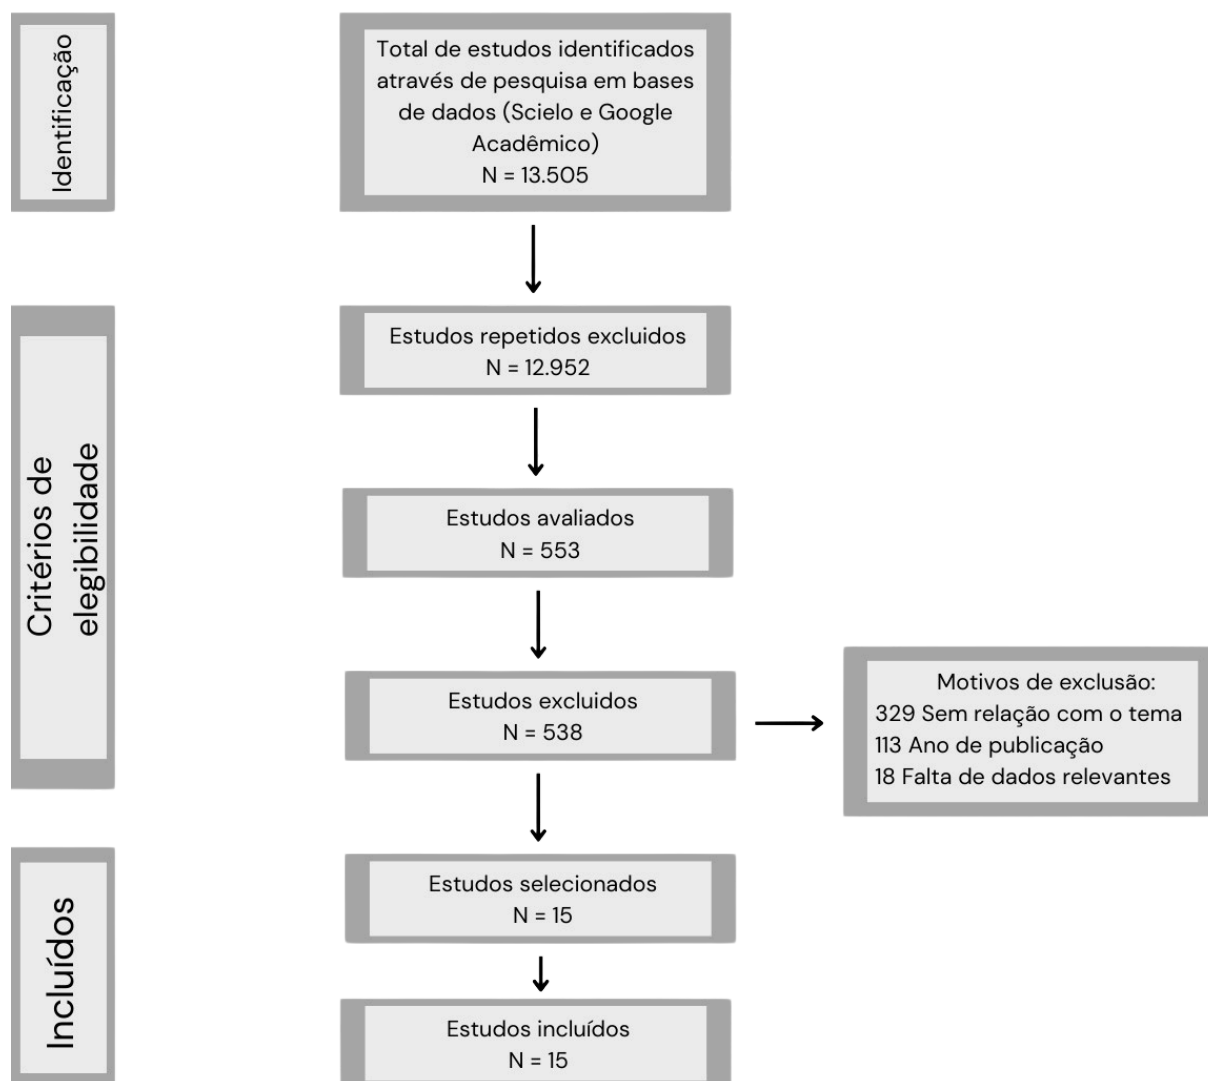 Identificação
Total de estudos identificados
através de pesquisa em bases
de dados (Scielo e Google
Acadêmico)
N = 13.505
Critérios de
elegibilidade
Estudos repetidos excluidos
N = 12.952
Estudos avaliados
N = 553
Estudos excluidos
N = 538
Motivos de exclusão:
329 Sem relação com o tema
113 Ano de publicação
18 Falta de dados relevantes
Incluídos
Estudos selecionados
N = 15
Estudos incluídos
N = 15